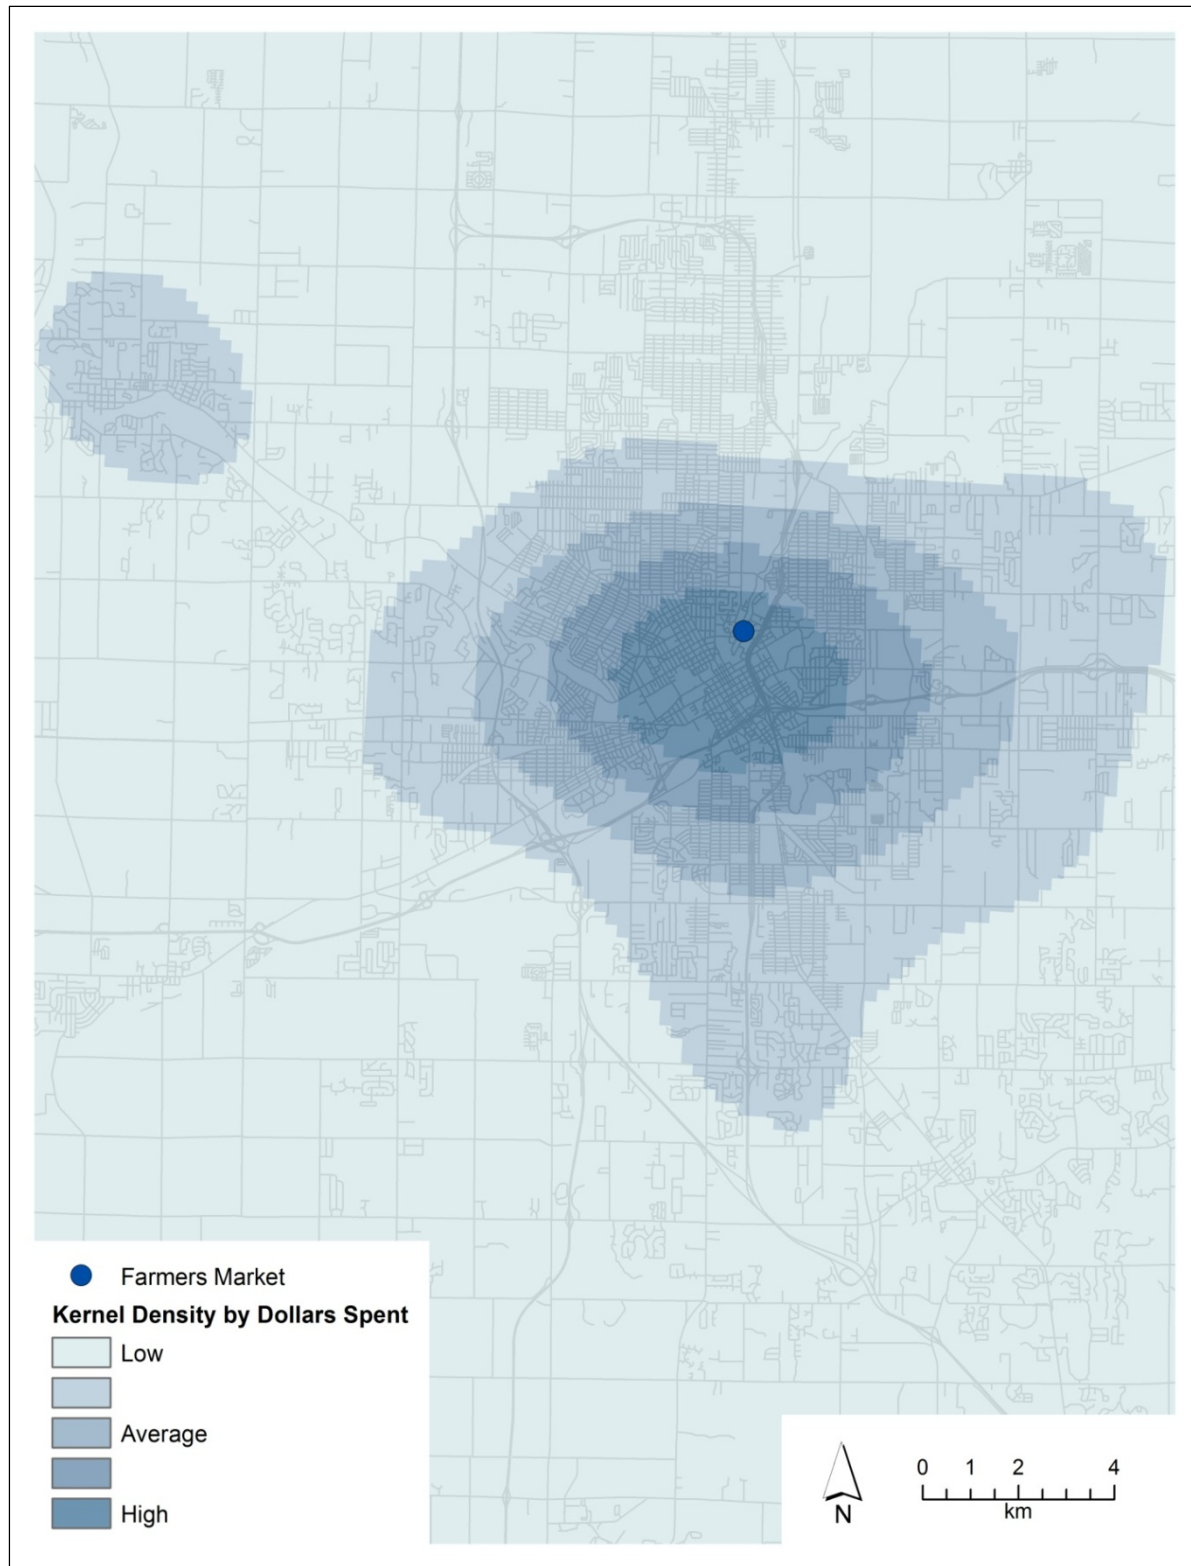 Farmers Market
Kernel Density by Dollars Spent
Low
Average
High
N
0 1 2 4
km